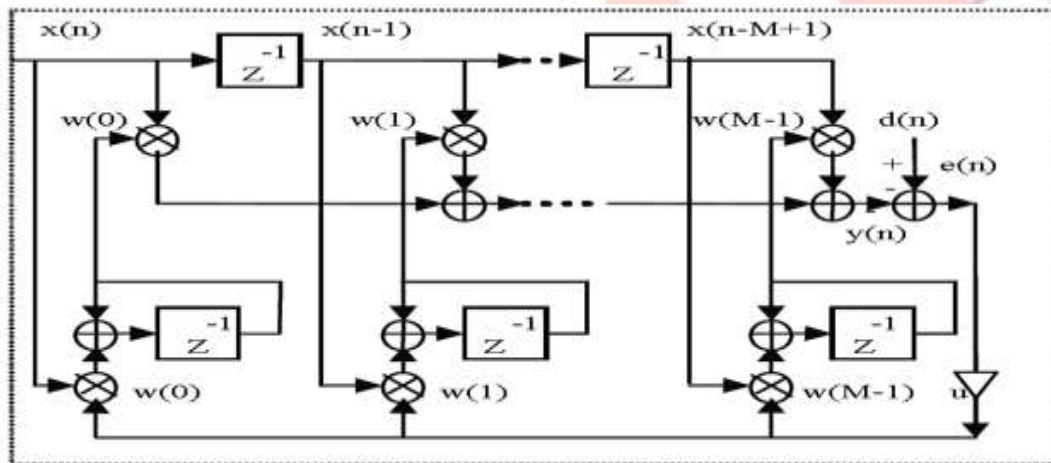 x(n) x(n-1) x(n-M+1)
Z⁻¹ Z⁻¹
w(0) w(1) w(M-1) d(n)
+ e(n)
-
y(n)
Z⁻¹ Z⁻¹ Z⁻¹
w(0) w(1) w(M-1) u